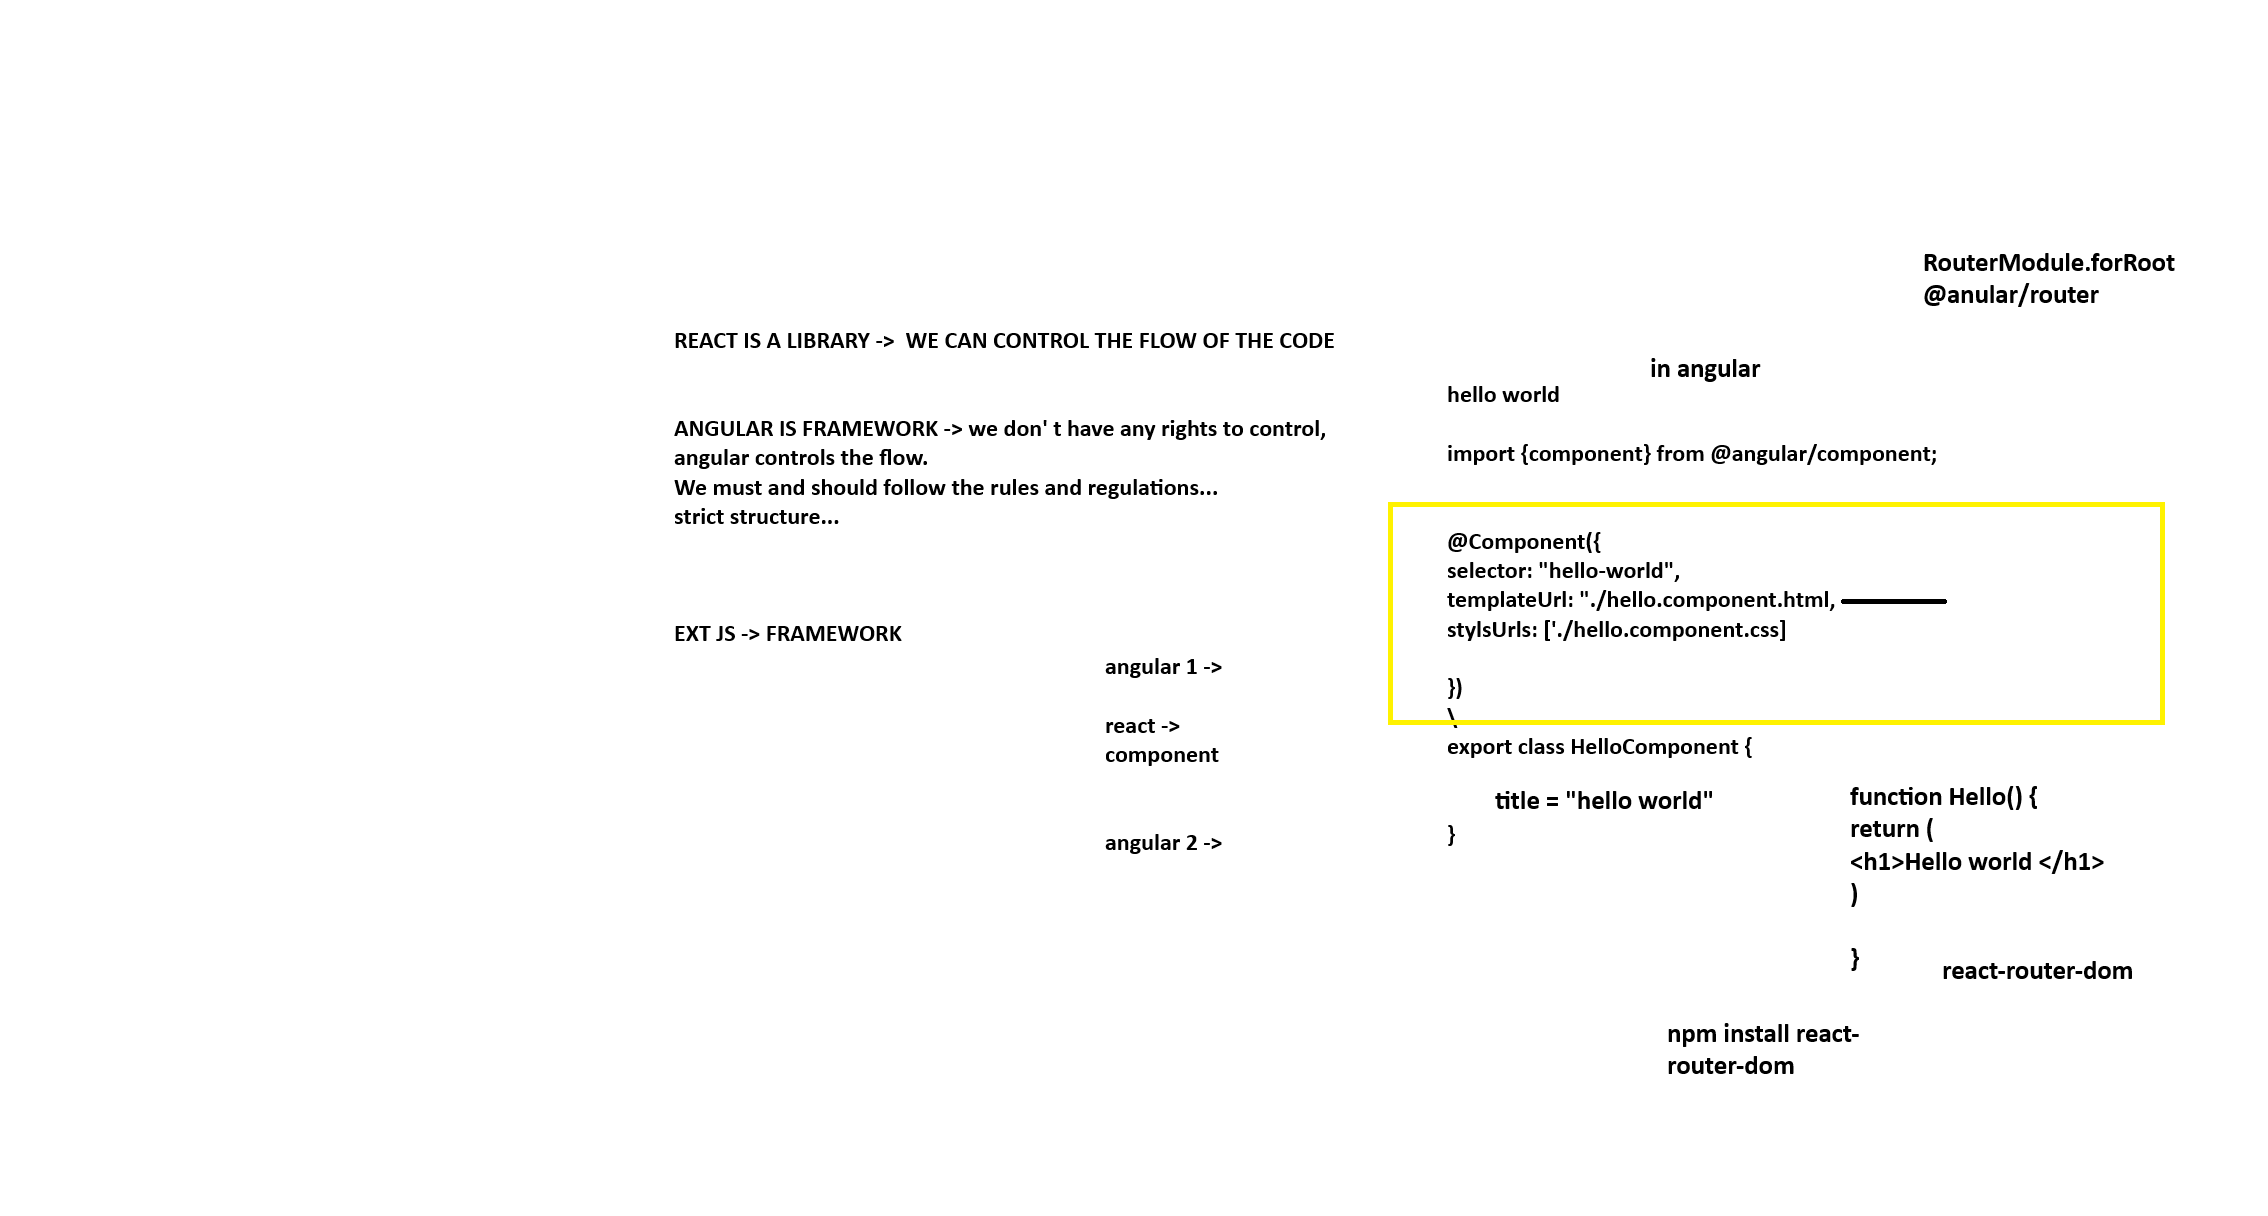 RouterModule.forRoot
@anular/router
REACT IS A LIBRARY ->  WE CAN CONTROL THE FLOW OF THE CODE
ANGULAR IS FRAMEWORK -> we don' t have any rights to control,
angular controls the flow.
We must and should follow the rules and regulations...
strict structure...
EXT JS -> FRAMEWORK
angular 1 ->
react ->
component
angular 2 ->
in angular
hello world
import {component} from @angular/component;
@Component({
selector: "hello-world",
templateUrl: "./hello.component.html,
stylsUrls: ['./hello.component.css]
})
\
export class HelloComponent {
title = "hello world"
}
function Hello() {
return (
<h1>Hello world </h1>
)
}
react-router-dom
npm install react-
router-dom